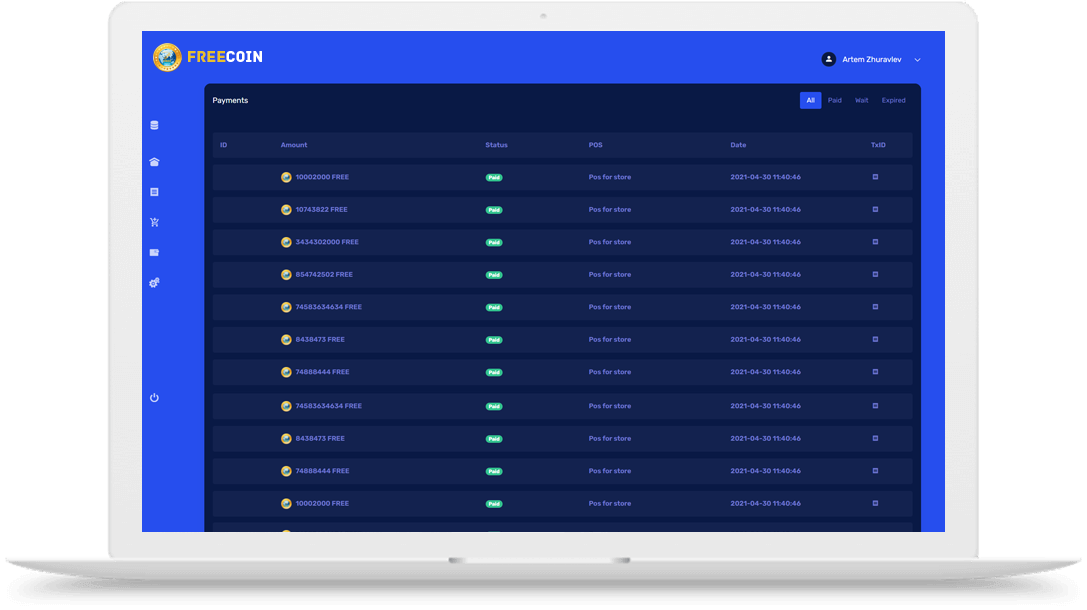 FREECOIN
Artem Zhuravlev
Payments All Paid Wait Expired
ID Amount Status POS Date TxID
10002000 FREE Paid Pos for store 2021-04-30 11:40:46
10743822 FREE Paid Pos for store 2021-04-30 11:40:46
3434302000 FREE Paid Pos for store 2021-04-30 11:40:46
854742502 FREE Paid Pos for store 2021-04-30 11:40:46
74583634634 FREE Paid Pos for store 2021-04-30 11:40:46
8438473 FREE Paid Pos for store 2021-04-30 11:40:46
74888444 FREE Paid Pos for store 2021-04-30 11:40:46
74583634634 FREE Paid Pos for store 2021-04-30 11:40:46
8438473 FREE Paid Pos for store 2021-04-30 11:40:46
74888444 FREE Paid Pos for store 2021-04-30 11:40:46
10002000 FREE Paid Pos for store 2021-04-30 11:40:46